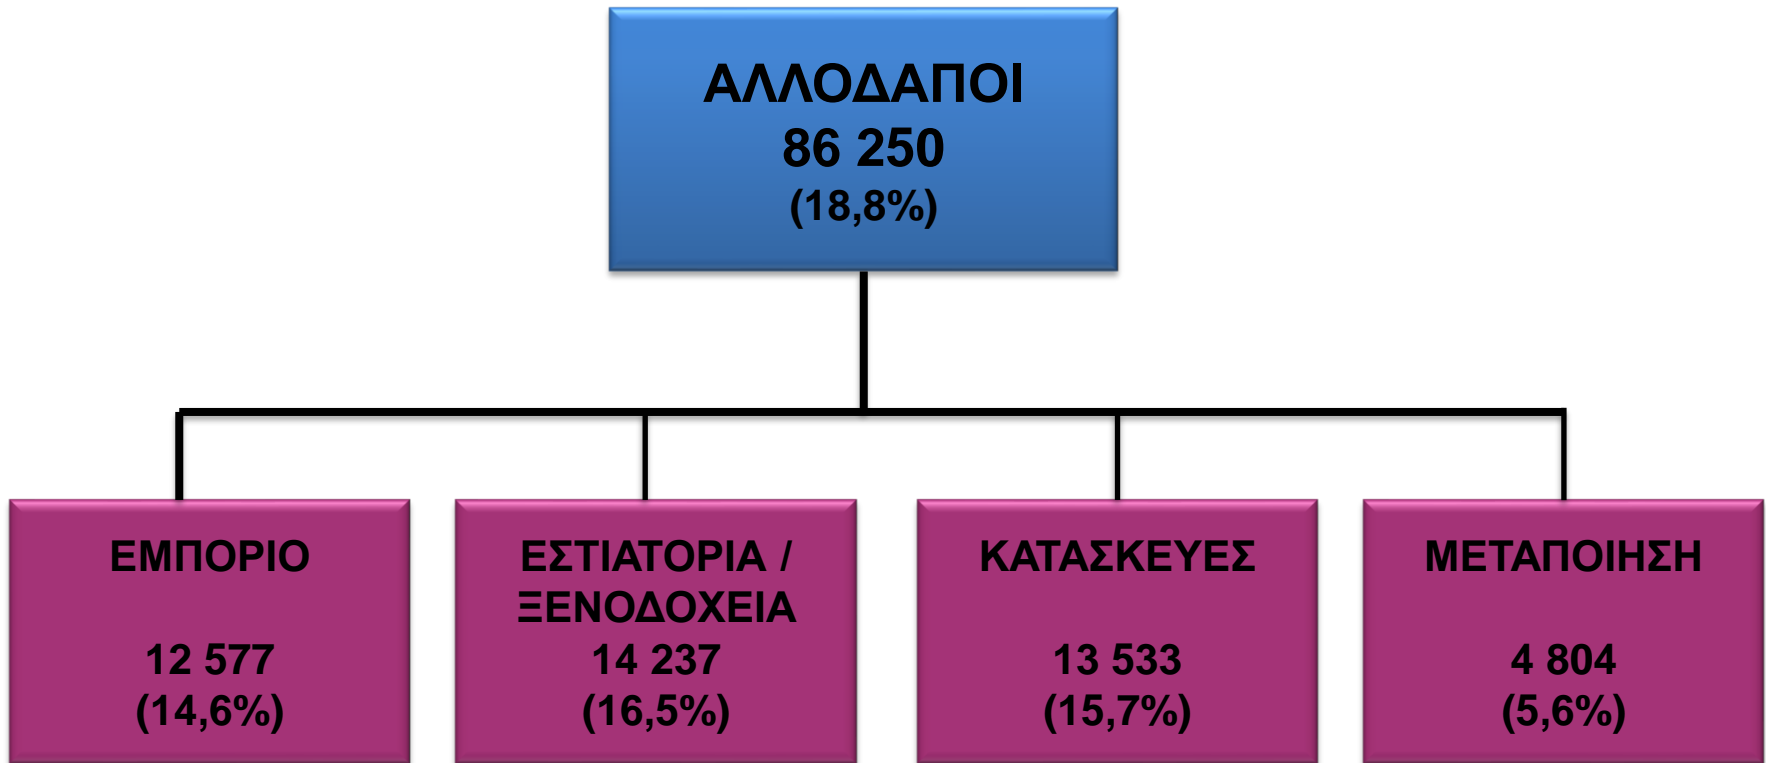 ΑΛΛΟΔΑΠΟΙ
86 250
(18,8%)
ΕΜΠΟΡΙΟ
12 577
(14,6%)
ΕΣΤΙΑΤΟΡΙΑ /
ΞΕΝΟΔΟΧΕΙΑ
14 237
(16,5%)
ΚΑΤΑΣΚΕΥΕΣ
13 533
(15,7%)
ΜΕΤΑΠΟΙΗΣΗ
4 804
(5,6%)